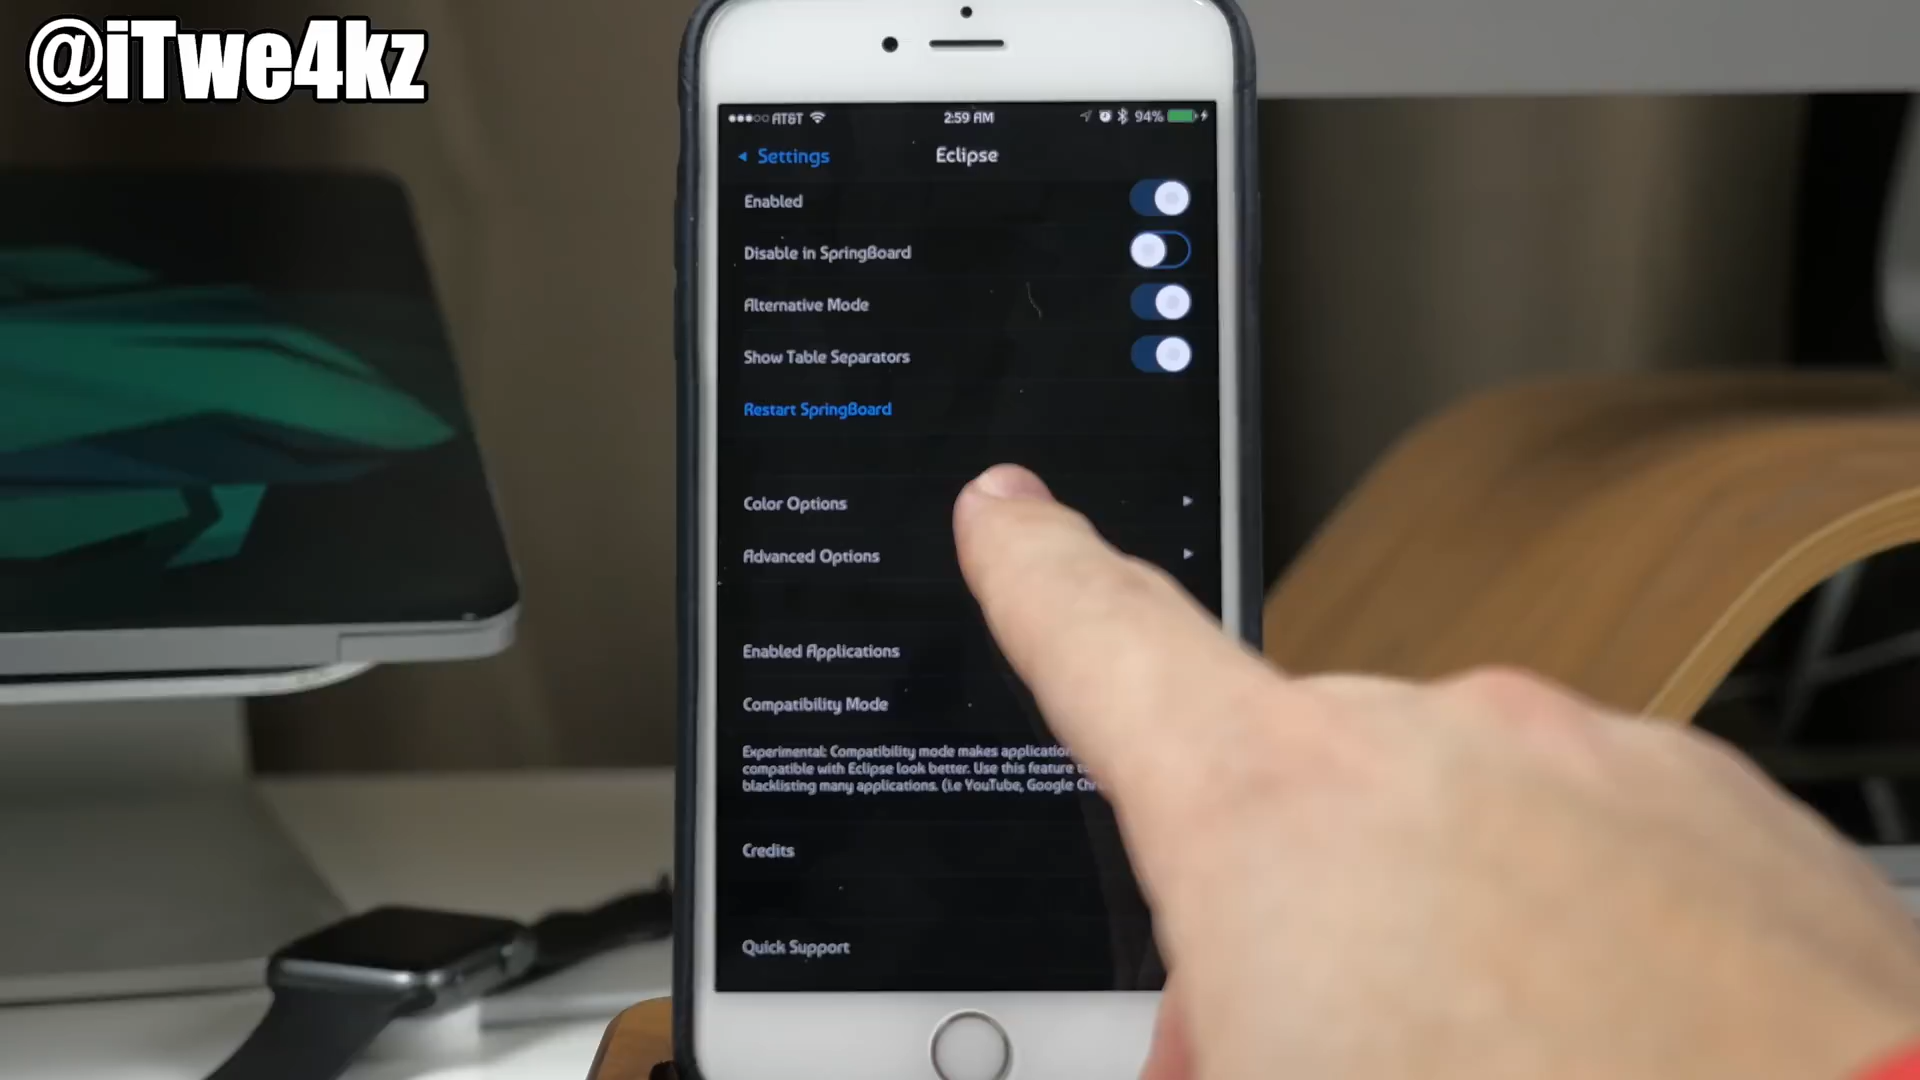 @iTwe4kz
AT&T
2:59 AM
94%
Settings
Eclipse
Enabled
Disable in SpringBoard
Alternative Mode
Show Table Separators
Restart SpringBoard
Color Options
Advanced Options
Enabled Applications
Compatibility Mode
Experimental: Compatibility mode makes application
compatible with Eclipse look better. Use this feature
blacklisting many applications. (i.e YouTube, Google
Credits
Quick Support